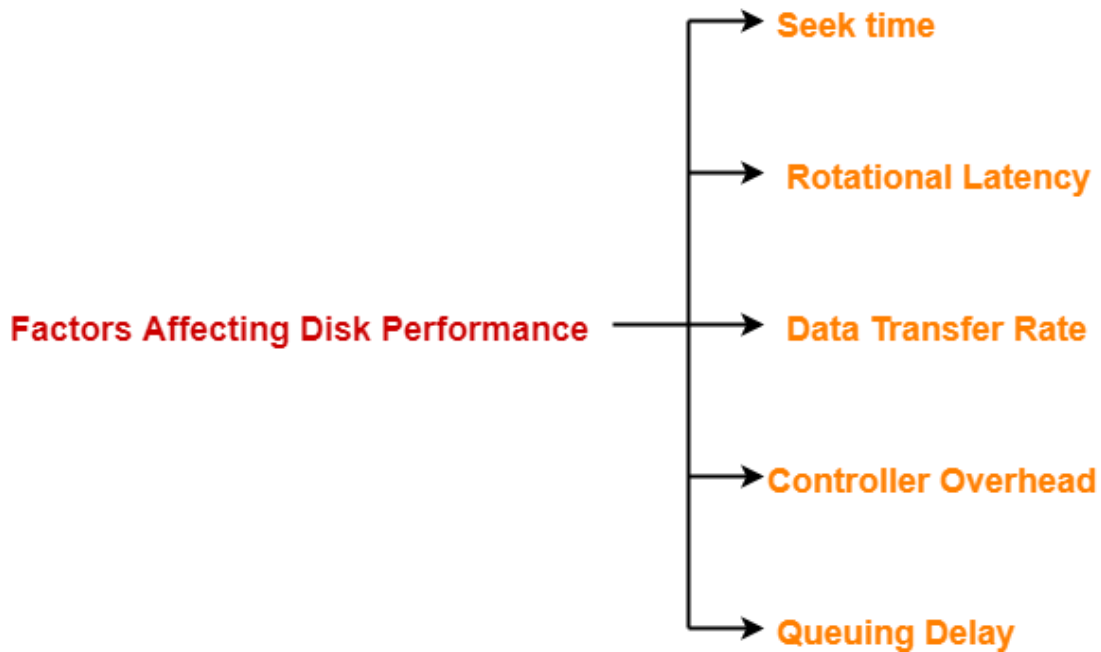 Seek time
Rotational Latency
Factors Affecting Disk Performance
Data Transfer Rate
Controller Overhead
Queuing Delay